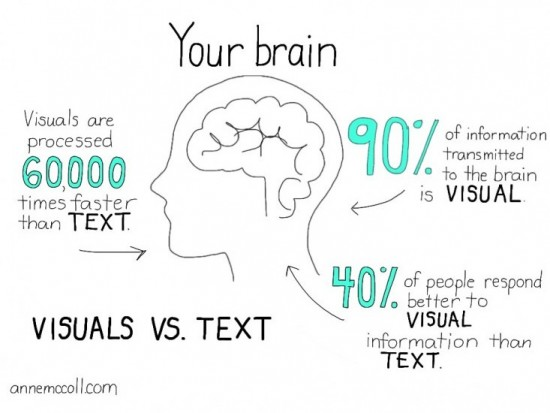 Your brain
Visuals are
processed
60,000
times faster
than TEXT.
90% of information
transmitted
to the brain
is VISUAL.
40% of people respond
better to
VISUAL
information than
TEXT.
VISUALS VS. TEXT
annemccoll.com